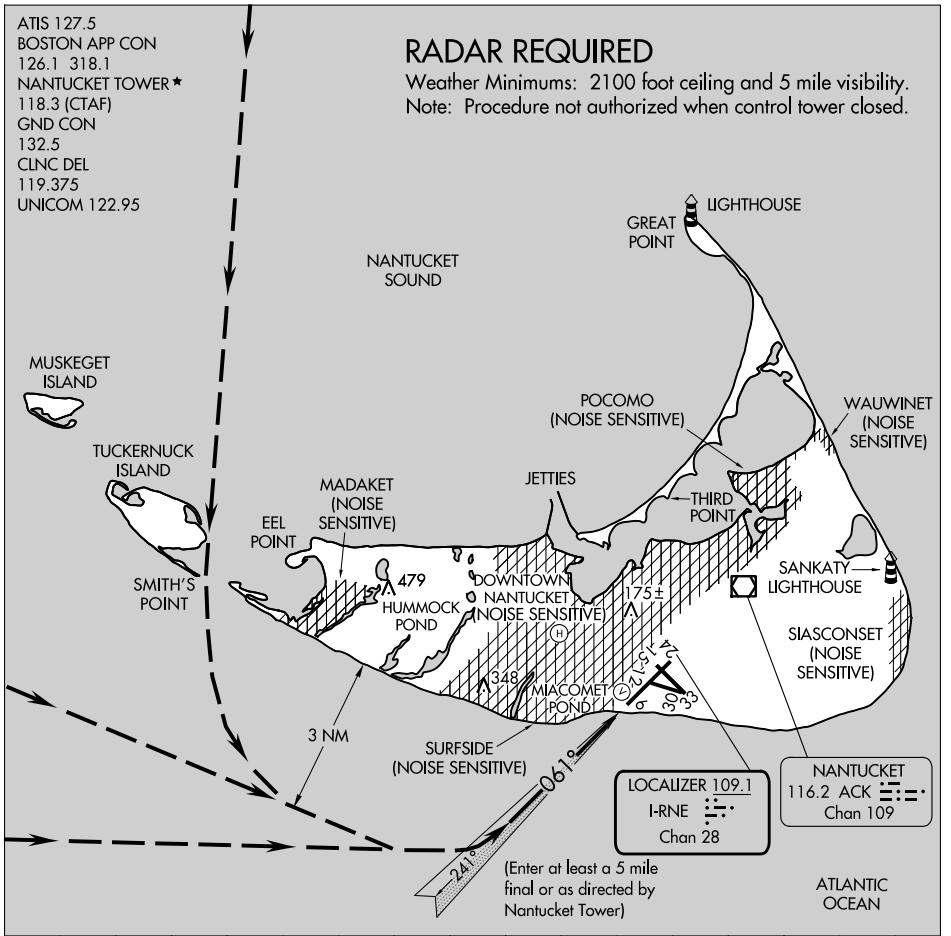 ATIS 127.5
BOSTON APP CON
126.1 318.1
NANTUCKET TOWER★
118.3 (CTAF)
GND CON
132.5
CLNC DEL
119.375
UNICOM 122.95
RADAR REQUIRED
Weather Minimums: 2100 foot ceiling and 5 mile visibility.
Note: Procedure not authorized when control tower closed.
LIGHTHOUSE
GREAT
POINT
NANTUCKET
SOUND
MUSKEGET
ISLAND
POCOMO
(NOISE SENSITIVE)
WAUWINET
(NOISE
SENSITIVE)
TUCKERNUCK
ISLAND
MADAKET
(NOISE
SENSITIVE)
JETTIES
THIRD
POINT
EEL
POINT
SMITH'S
POINT
479
HUMMOCK
POND
DOWNTOWN
NANTUCKET
(NOISE SENSITIVE)
175±
SANKATY
LIGHTHOUSE
H
SIASCONSET
(NOISE
SENSITIVE)
348
MIACOMET
POND
V
24
15
12
6
30
33
3 NM
SURFSIDE
(NOISE SENSITIVE)
061°
241°
LOCALIZER 109.1
I-RNE
Chan 28
NANTUCKET
116.2 ACK
Chan 109
(Enter at least a 5 mile
final or as directed by
Nantucket Tower)
ATLANTIC
OCEAN